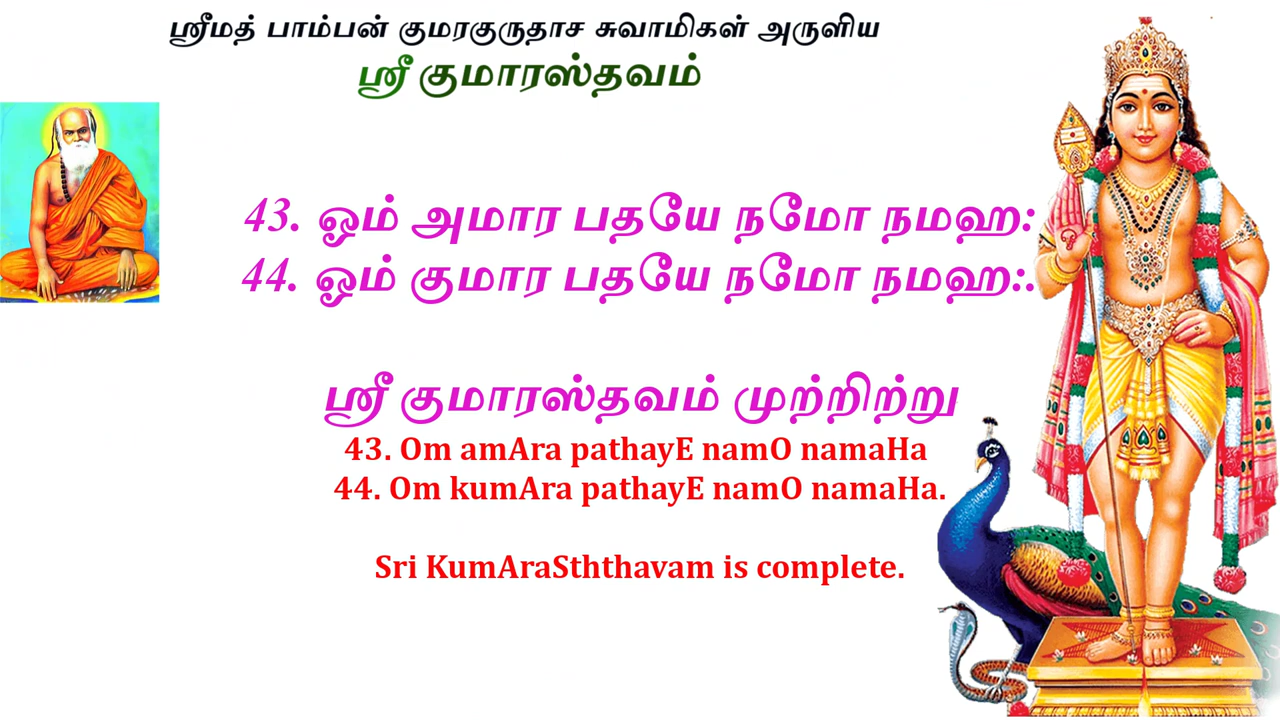 ஸ்ரீமத் பாம்பன் குமரகுருதாச சுவாமிகள் அருளிய
ஸ்ரீ குமாரஸ்தவம்
43. ஓம் அமார பதயே நமோ நமஹ:
44. ஓம் குமார பதயே நமோ நமஹ:.
ஸ்ரீ குமாரஸ்தவம் முற்றிற்று
43. Om amAra pathayE namO namaHa
44. Om kumAra pathayE namO namaHa.
Sri KumAraSththavam is complete.